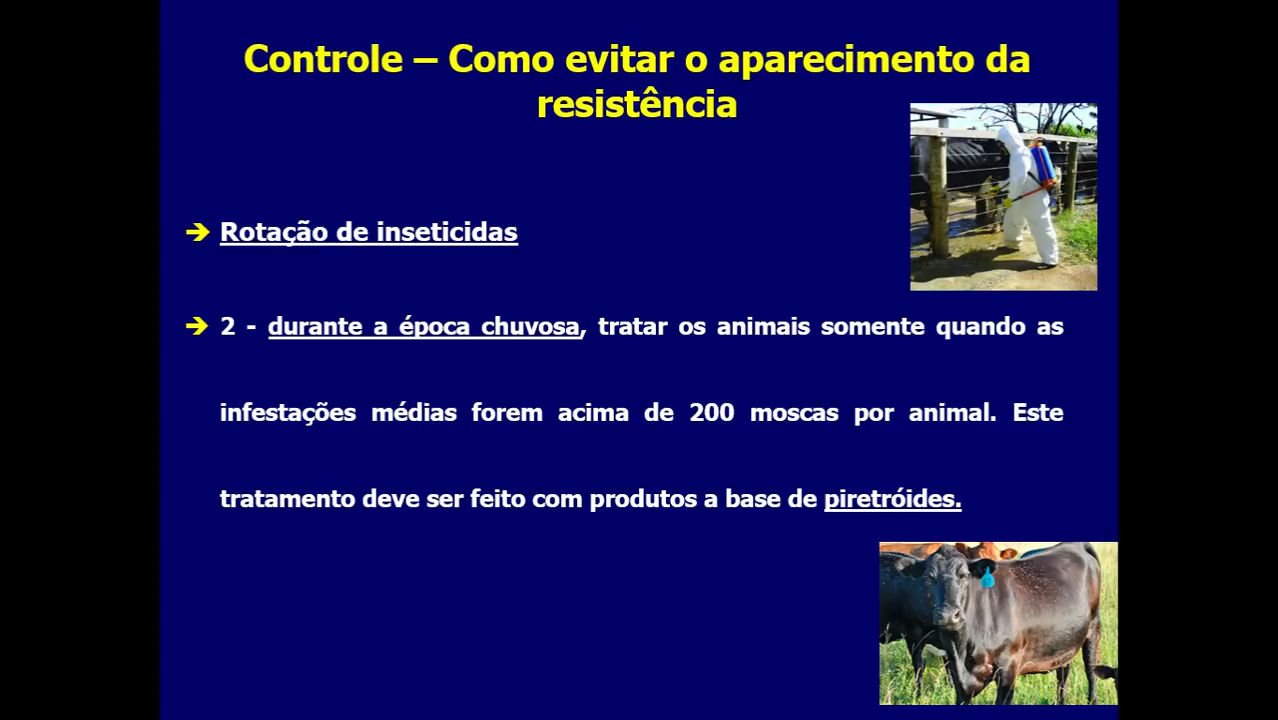 Controle – Como evitar o aparecimento da
resistência
➔ Rotação de inseticidas
➔ 2 - durante a época chuvosa, tratar os animais somente quando as
infestações médias forem acima de 200 moscas por animal. Este
tratamento deve ser feito com produtos a base de piretróides.